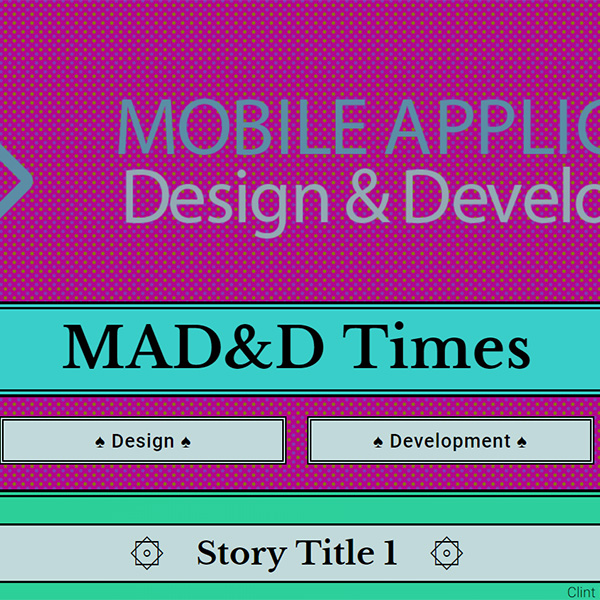 MOBILE APPLIC
Design & Develo
MAD&D Times
♠ Design ♠
♠ Development ♠
Story Title 1
Clint